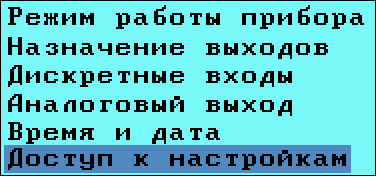 Режим работы прибора
Назначение выходов
Дискретные входы
Аналоговый выход
Время и дата
Доступ к настройкам